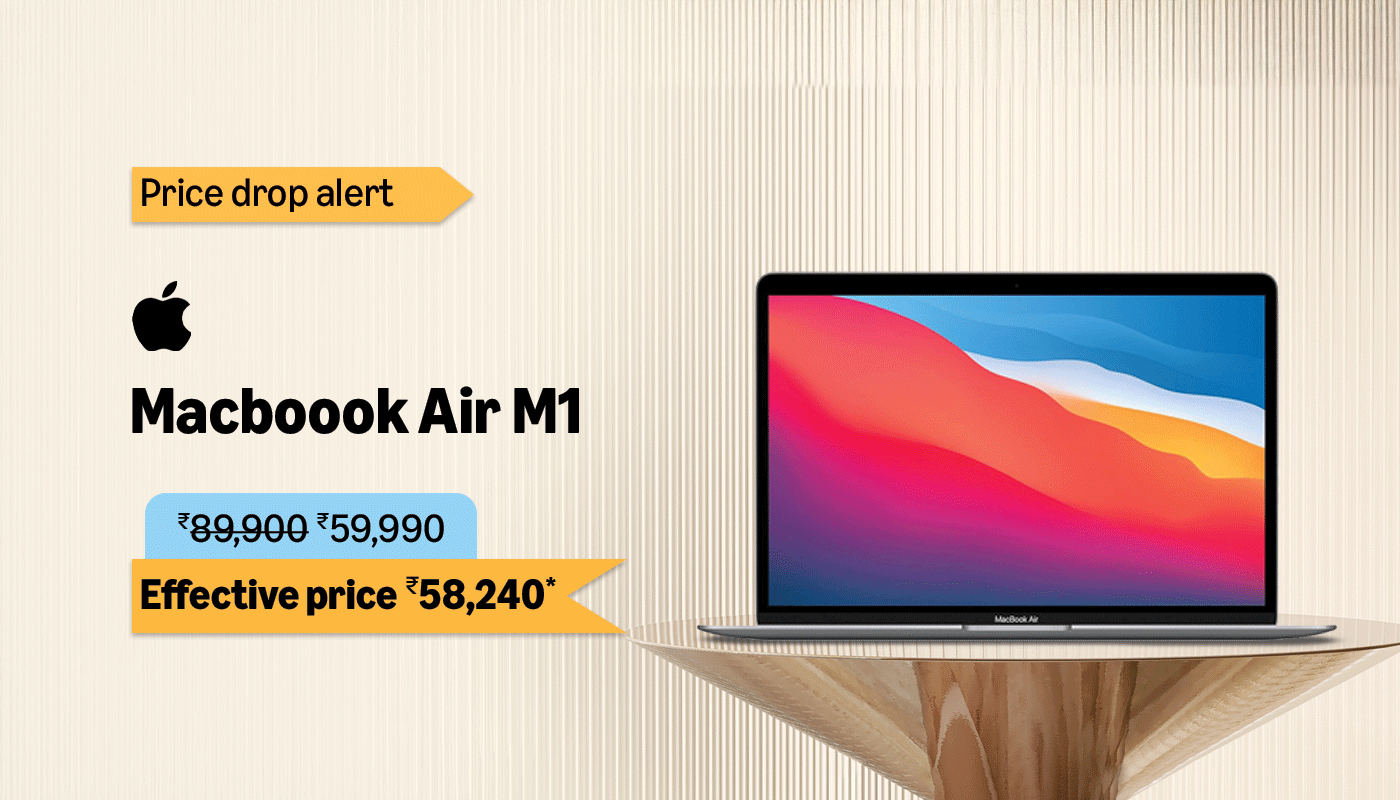 Price drop alert
Macboook Air M1
₹89,900 ₹59,990
Effective price ₹58,240*
MacBook Air